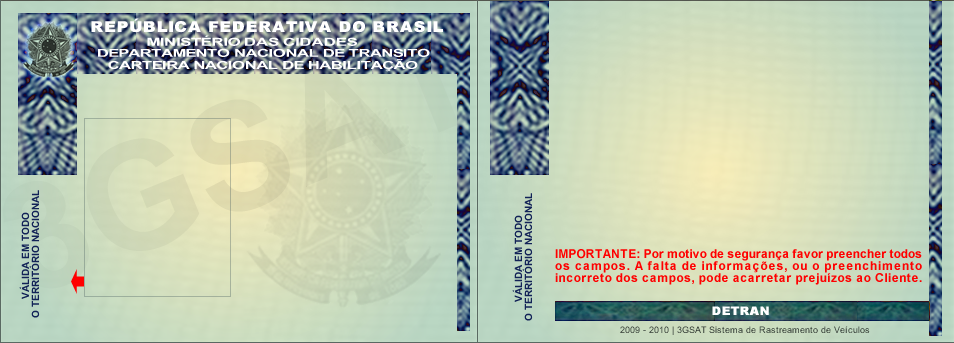 REPÚBLICA FEDERATIVA DO BRASIL
MINISTÉRIO DAS CIDADES
DEPARTAMENTO NACIONAL DE TRANSITO
CARTEIRA NACIONAL DE HABILITAÇÃO
3GSAT
VÁLIDA EM TODO
O TERRITÓRIO NACIONAL
VÁLIDA EM TODO
O TERRITÓRIO NACIONAL
IMPORTANTE: Por motivo de segurança favor preencher todos
os campos. A falta de informações, ou o preenchimento
incorreto dos campos, pode acarretar prejuizos ao Cliente.
DETRAN
2009 - 2010 | 3GSAT Sistema de Rastreamento de Veículos